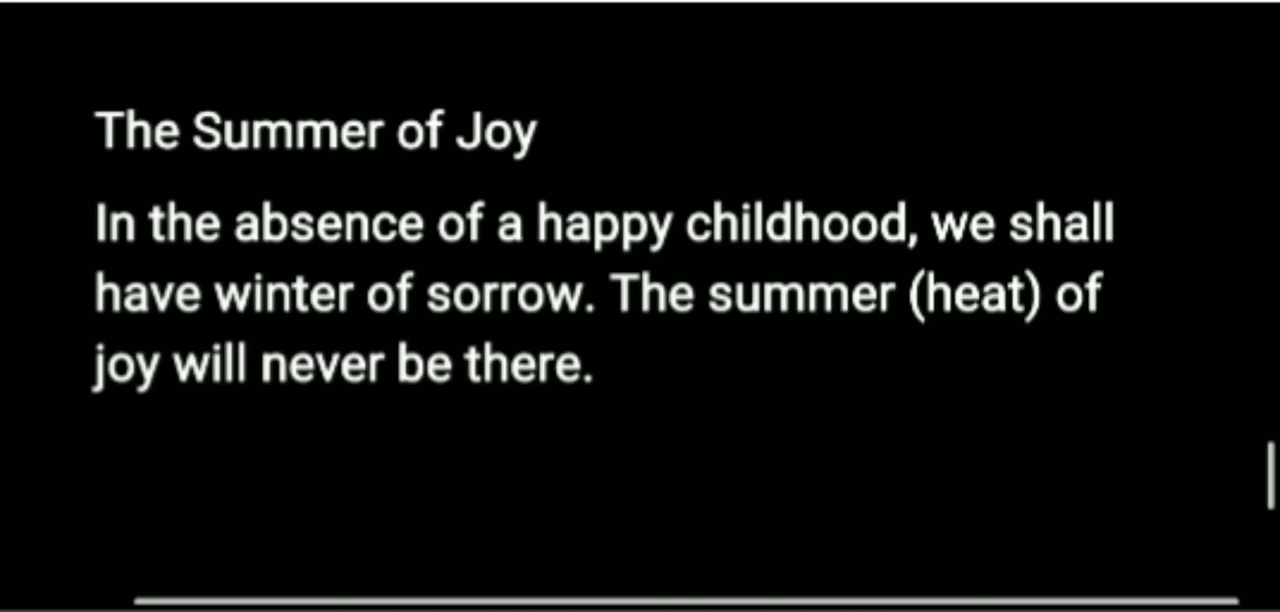 The Summer of Joy
In the absence of a happy childhood, we shall
have winter of sorrow. The summer (heat) of
joy will never be there.